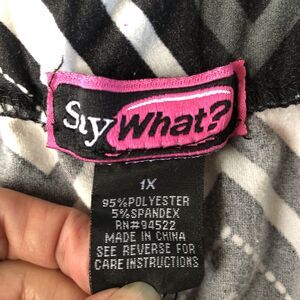 Say What?
1X
95%POLYESTER
5%SPANDEX
RN#94522
MADE IN CHINA
SEE REVERSE FOR
CARE INSTRUCTIONS